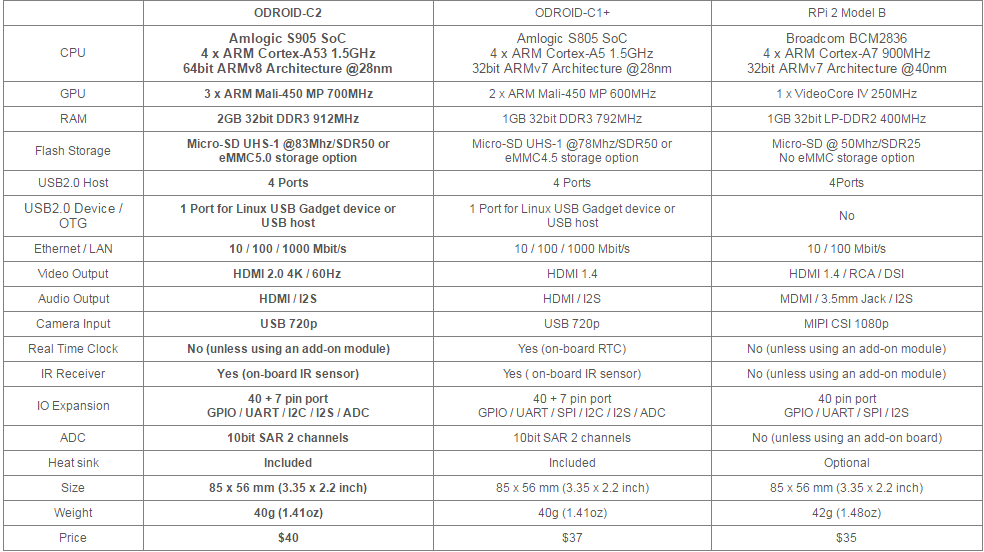 ODROID-C2 ODROID-C1+ RPi 2 Model B
CPU
Amlogic S905 SoC
4 x ARM Cortex-A53 1.5GHz
64bit ARMv8 Architecture @28nm
Amlogic S805 SoC
4 x ARM Cortex-A5 1.5GHz
32bit ARMv7 Architecture @28nm
Broadcom BCM2836
4 x ARM Cortex-A7 900MHz
32bit ARMv7 Architecture @40nm
GPU 3 x ARM Mali-450 MP 700MHz 2 x ARM Mali-450 MP 600MHz 1 x VideoCore IV 250MHz
RAM 2GB 32bit DDR3 912MHz 1GB 32bit DDR3 792MHz 1GB 32bit LP-DDR2 400MHz
Flash Storage
Micro-SD UHS-1 @83Mhz/SDR50 or
eMMC5.0 storage option
Micro-SD UHS-1 @78Mhz/SDR50 or
eMMC4.5 storage option
Micro-SD @ 50Mhz/SDR25
No eMMC storage option
USB2.0 Host 4 Ports 4 Ports 4Ports
USB2.0 Device /
OTG
1 Port for Linux USB Gadget device or
USB host
1 Port for Linux USB Gadget device or
USB host
No
Ethernet / LAN 10 / 100 / 1000 Mbit/s 10 / 100 / 1000 Mbit/s 10 / 100 Mbit/s
Video Output HDMI 2.0 4K / 60Hz HDMI 1.4 HDMI 1.4 / RCA / DSI
Audio Output HDMI / I2S HDMI / I2S MDMI / 3.5mm Jack / I2S
Camera Input USB 720p USB 720p MIPI CSI 1080p
Real Time Clock No (unless using an add-on module) Yes (on-board RTC) No (unless using an add-on module)
IR Receiver Yes (on-board IR sensor) Yes ( on-board IR sensor) No (unless using an add-on module)
IO Expansion
40 + 7 pin port
GPIO / UART / I2C / I2S / ADC
40 + 7 pin port
GPIO / UART / SPI / I2C / I2S / ADC
40 pin port
GPIO / UART / SPI / I2S
ADC 10bit SAR 2 channels 10bit SAR 2 channels No (unless using an add-on board)
Heat sink Included Included Optional
Size 85 x 56 mm (3.35 x 2.2 inch) 85 x 56 mm (3.35 x 2.2 inch) 85 x 56 mm (3.35 x 2.2 inch)
Weight 40g (1.41oz) 40g (1.41oz) 42g (1.48oz)
Price $40 $37 $35